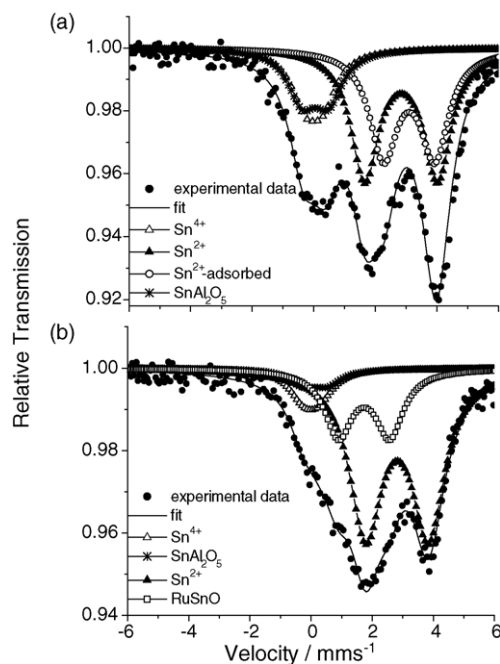 (a)
1.00
0.98
0.96
0.94
0.92
experimental data
fit
Sn⁴⁺
Sn²⁺
Sn²⁺-adsorbed
SnAl₂O₅
Relative Transmission
(b)
1.00
0.98
0.96
0.94
experimental data
fit
Sn⁴⁺
SnAl₂O₅
Sn²⁺
RuSnO
-6 -4 -2 0 2 4 6
Velocity / mms⁻¹